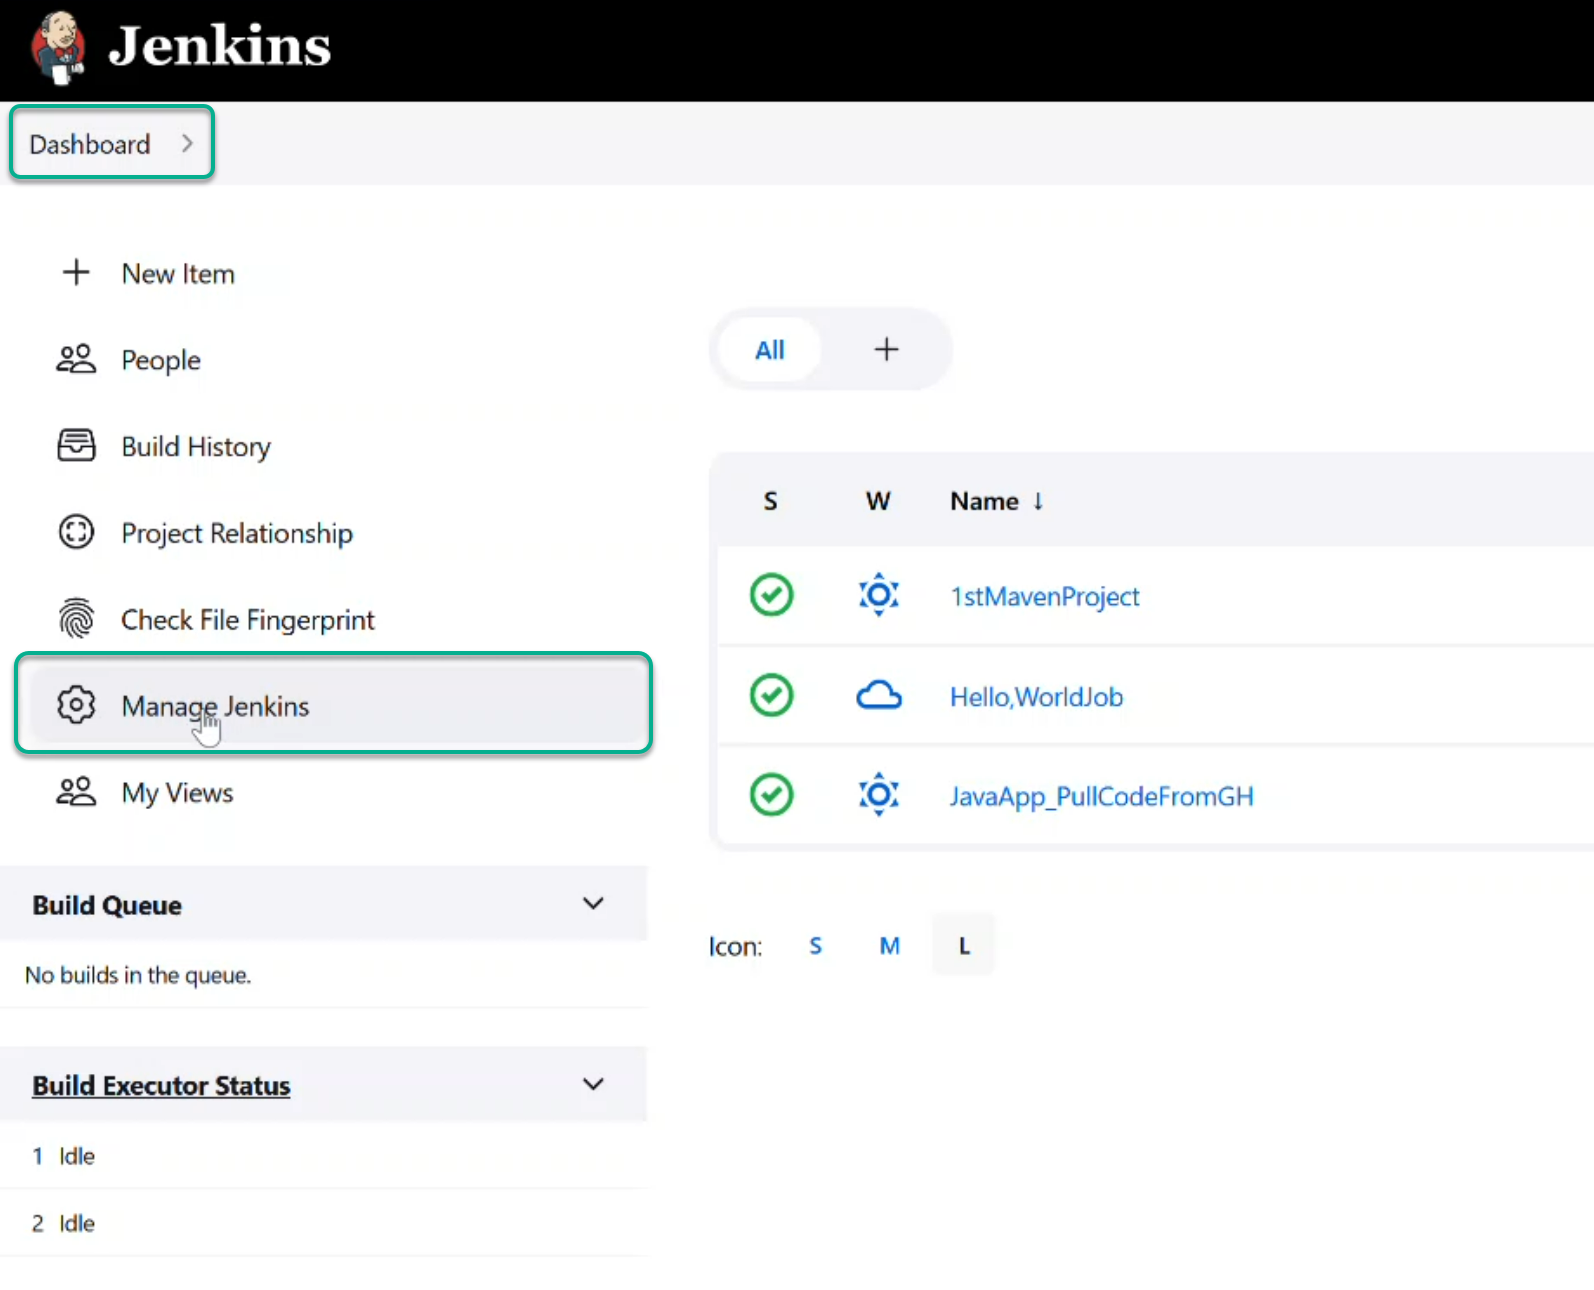 Jenkins
Dashboard
New Item
People
Build History
Project Relationship
Check File Fingerprint
Manage Jenkins
My Views
Build Queue
No builds in the queue.
Build Executor Status
1 Idle
2 Idle
All +
S W Name ↓
1stMavenProject
Hello,WorldJob
JavaApp_PullCodeFromGH
Icon: S M L